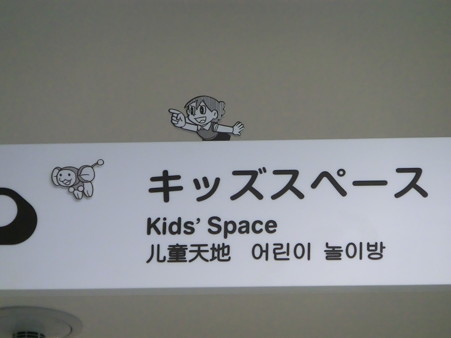 キッズスペース
Kids' Space
儿童天地 어린이 놀이방